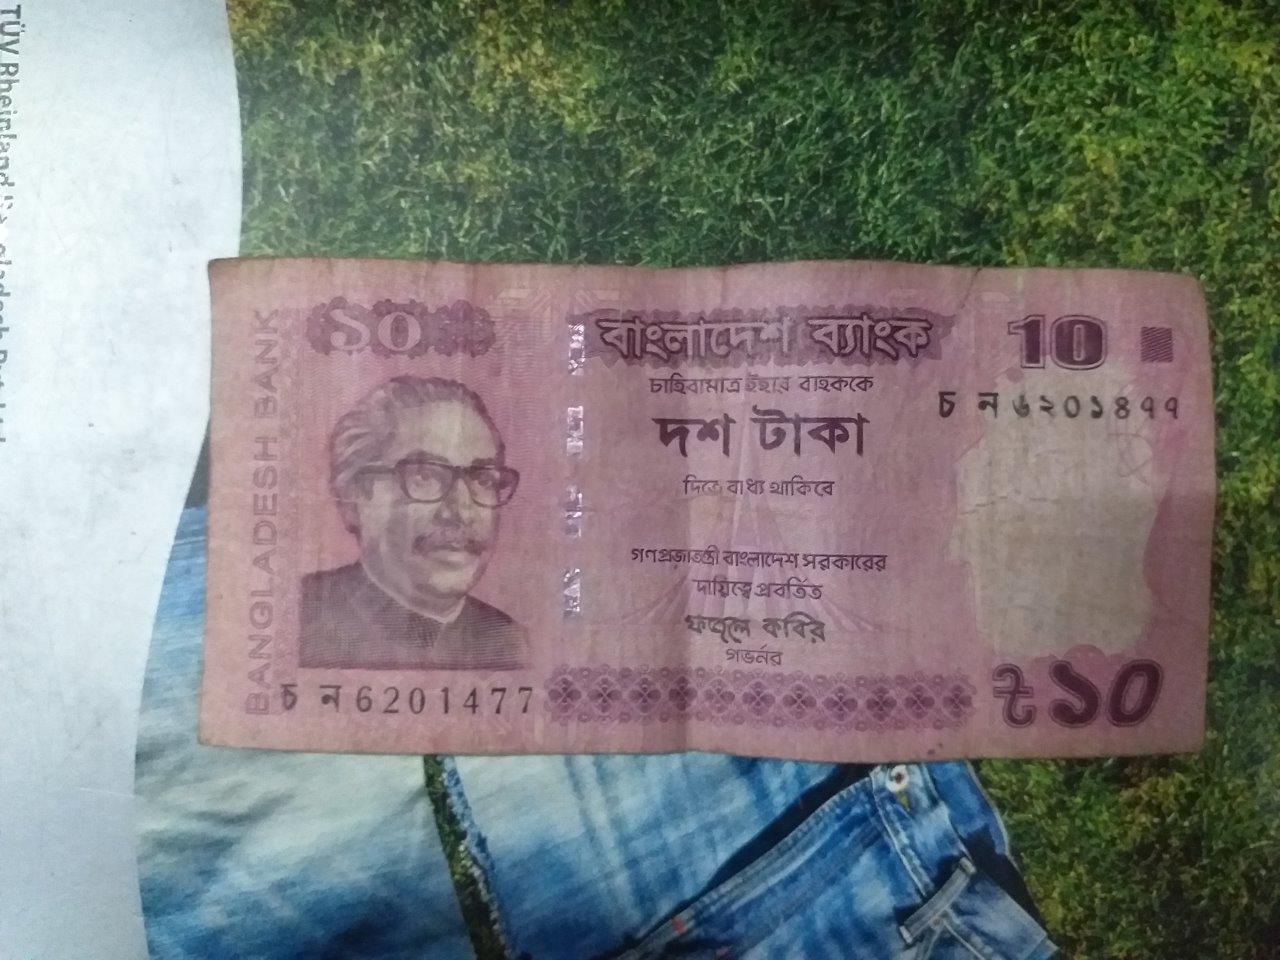 TÜV Rheinland
BANGLADESH BANK
১০
বাংলাদেশ ব্যাংক
10
চাহিবামাত্র ইহার বাহককে
চ ন ৬২০১৪৭৭
দশ টাকা
দিতে বাধ্য থাকিবে
গণপ্রজাতন্ত্রী বাংলাদেশ সরকারের
দায়িত্বে প্রবর্তিত
ফজলে কবির
গভর্নর
চ ন 6201477
৳১০